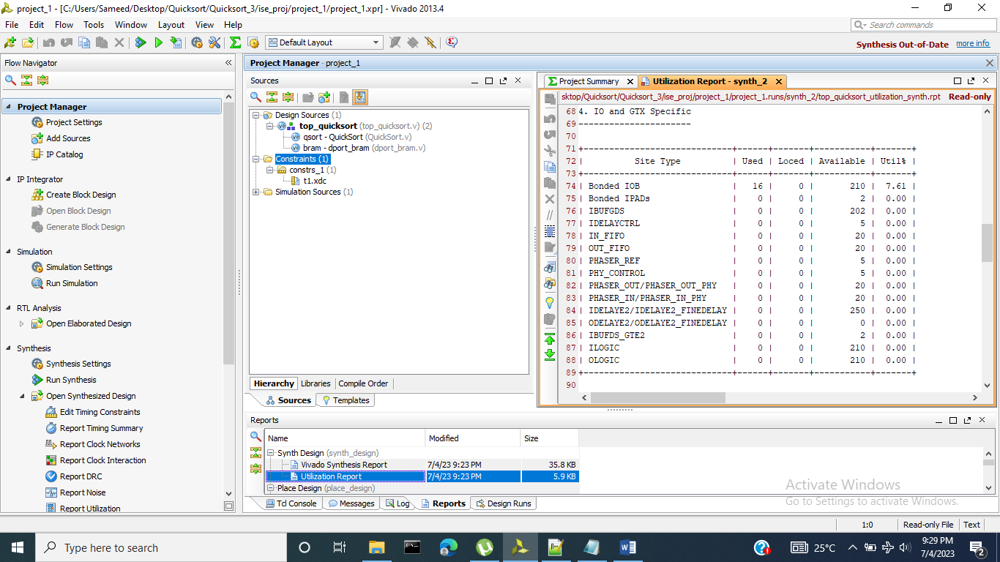 project_1 - [C:/Users/Sameed/Desktop/Quicksort/Quicksort_3/ise_proj/project_1/project_1.xpr] - Vivado 2013.4
File Edit Flow Tools Window Layout View Help
Search commands
Default Layout
Synthesis Out-of-Date more info
Flow Navigator
Project Manager
Project Settings
Add Sources
IP Catalog
IP Integrator
Create Block Design
Open Block Design
Generate Block Design
Simulation
Simulation Settings
Run Simulation
RTL Analysis
Open Elaborated Design
Synthesis
Synthesis Settings
Run Synthesis
Open Synthesized Design
Edit Timing Constraints
Report Timing Summary
Report Clock Networks
Report Clock Interaction
Report DRC
Report Noise
Report Utilization
Project Manager - project_1
Sources
Design Sources (1)
top_quicksort (top_quicksort.v) (2)
qsort - QuickSort (QuickSort.v)
bram - dport_bram (dport_bram.v)
Constraints (1)
constrs_1 (1)
t1.xdc
Simulation Sources (1)
Hierarchy Libraries Compile Order
Sources Templates
Project Summary Utilization Report - synth_2
sktop/Quicksort/Quicksort_3/ise_proj/project_1/project_1.runs/synth_2/top_quicksort_utilization_synth.rpt Read-only
68 4. IO and GTX Specific
69 ----------------------
70
71 +-----------------------------+------+-------+-----------+-------+
72 | Site Type | Used | Loced | Available | Util% |
73 +-----------------------------+------+-------+-----------+-------+
74 | Bonded IOB | 16 | 0 | 210 | 7.61 |
75 | Bonded IPADs | 0 | 0 | 2 | 0.00 |
76 | IBUFGDS | 0 | 0 | 202 | 0.00 |
77 | IDELAYCTRL | 0 | 0 | 5 | 0.00 |
78 | IN_FIFO | 0 | 0 | 20 | 0.00 |
79 | OUT_FIFO | 0 | 0 | 20 | 0.00 |
80 | PHASER_REF | 0 | 0 | 5 | 0.00 |
81 | PHY_CONTROL | 0 | 0 | 5 | 0.00 |
82 | PHASER_OUT/PHASER_OUT_PHY | 0 | 0 | 20 | 0.00 |
83 | PHASER_IN/PHASER_IN_PHY | 0 | 0 | 20 | 0.00 |
84 | IDELAYE2/IDELAYE2_FINEDELAY | 0 | 0 | 250 | 0.00 |
85 | ODELAYE2/ODELAYE2_FINEDELAY | 0 | 0 | 0 | 0.00 |
86 | IBUFDS_GTE2 | 0 | 0 | 2 | 0.00 |
87 | ILOGIC | 0 | 0 | 210 | 0.00 |
88 | OLOGIC | 0 | 0 | 210 | 0.00 |
89 +-----------------------------+------+-------+-----------+-------+
90
Reports
Name Modified Size
Synth Design (synth_design)
Vivado Synthesis Report 7/4/23 9:23 PM 35.8 KB
Utilization Report 7/4/23 9:23 PM 5.9 KB
Place Design (place_design)
Tcl Console Messages Log Reports Design Runs
Activate Windows
Go to Settings to activate Windows.
1:0 Read-only File Text
Type here to search
25°C
9:29 PM
7/4/2023
2